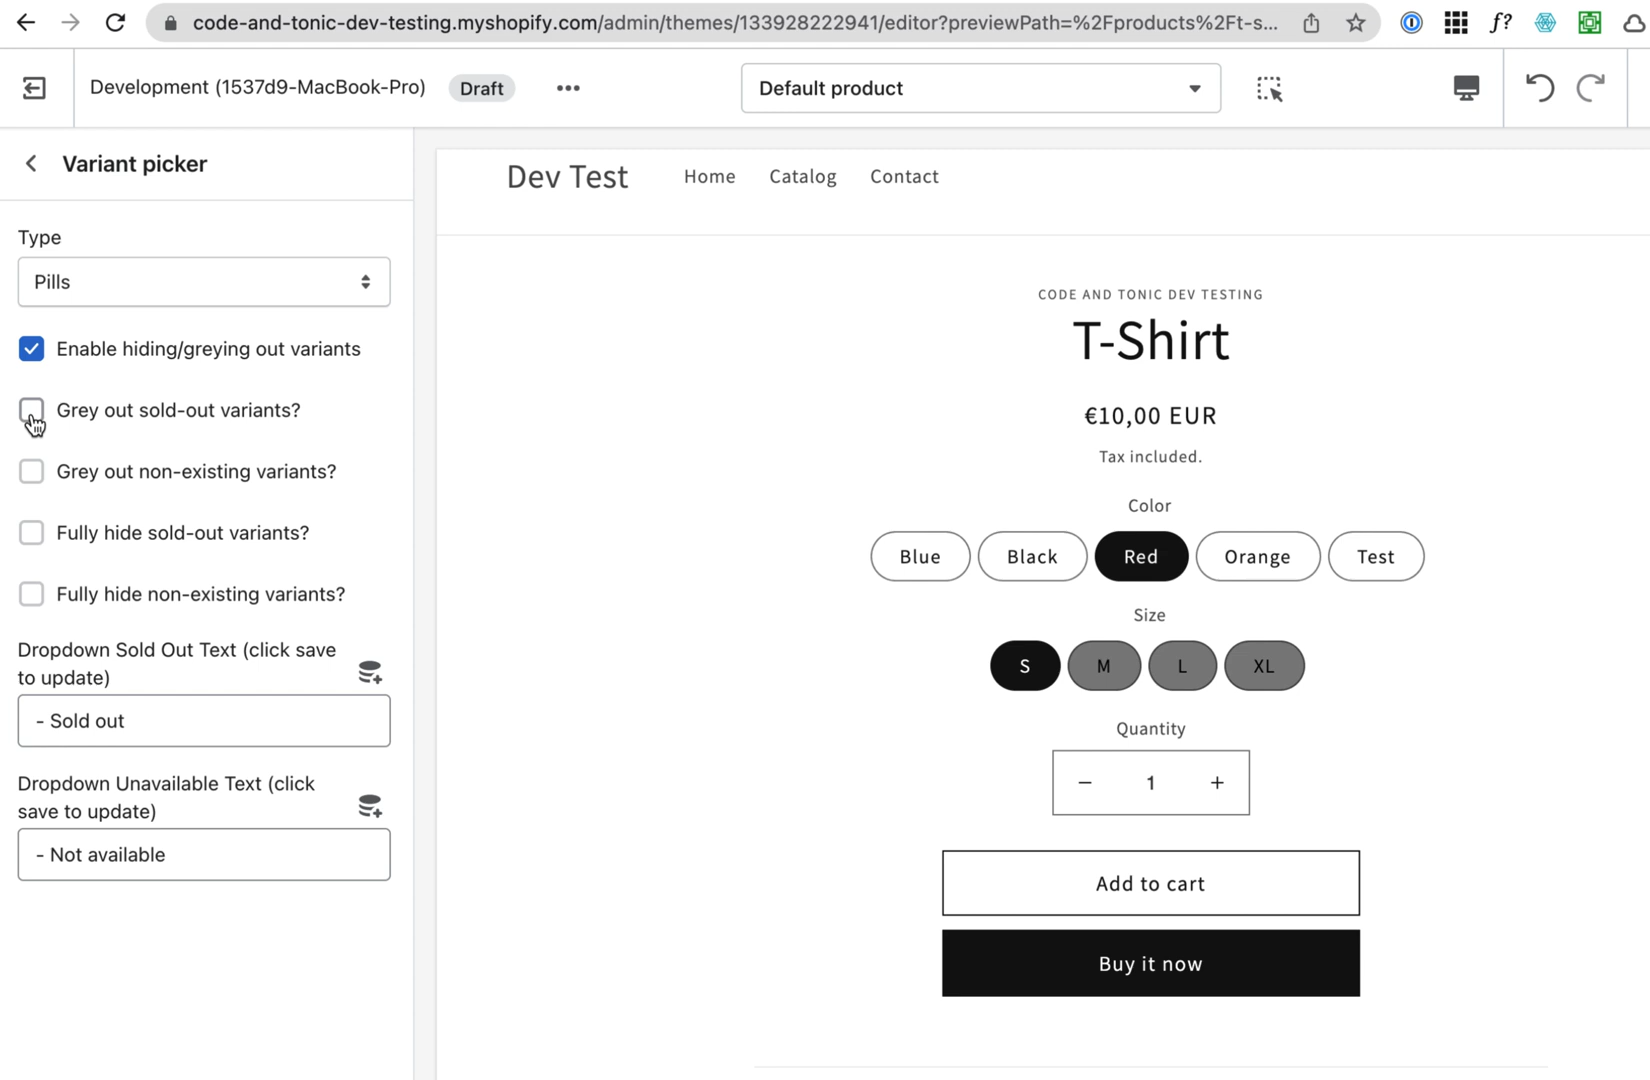 code-and-tonic-dev-testing.myshopify.com/admin/themes/133928222941/editor?previewPath=%2Fproducts%2Ft-s...
f?
Development (1537d9-MacBook-Pro)
Draft
Default product
Variant picker
Type
Pills
Enable hiding/greying out variants
Grey out sold-out variants?
Grey out non-existing variants?
Fully hide sold-out variants?
Fully hide non-existing variants?
Dropdown Sold Out Text (click save
to update)
- Sold out
Dropdown Unavailable Text (click
save to update)
- Not available
Dev Test
Home
Catalog
Contact
CODE AND TONIC DEV TESTING
T-Shirt
€10,00 EUR
Tax included.
Color
Blue
Black
Red
Orange
Test
Size
S
M
L
XL
Quantity
− 1 +
Add to cart
Buy it now